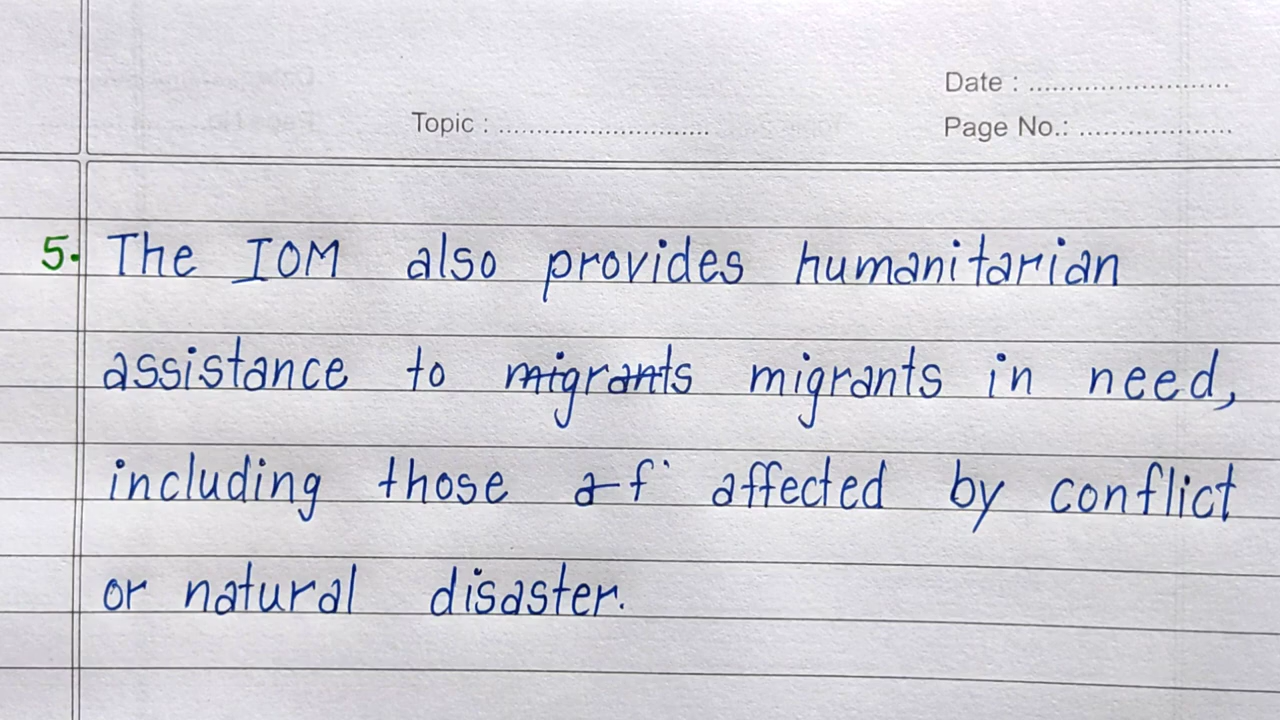 Date : ............................
Topic : ..............................
Page No.: ......................
5. The IOM also provides humanitarian
assistance to migrants migrants in need,
including those af affected by conflict
or natural disaster.